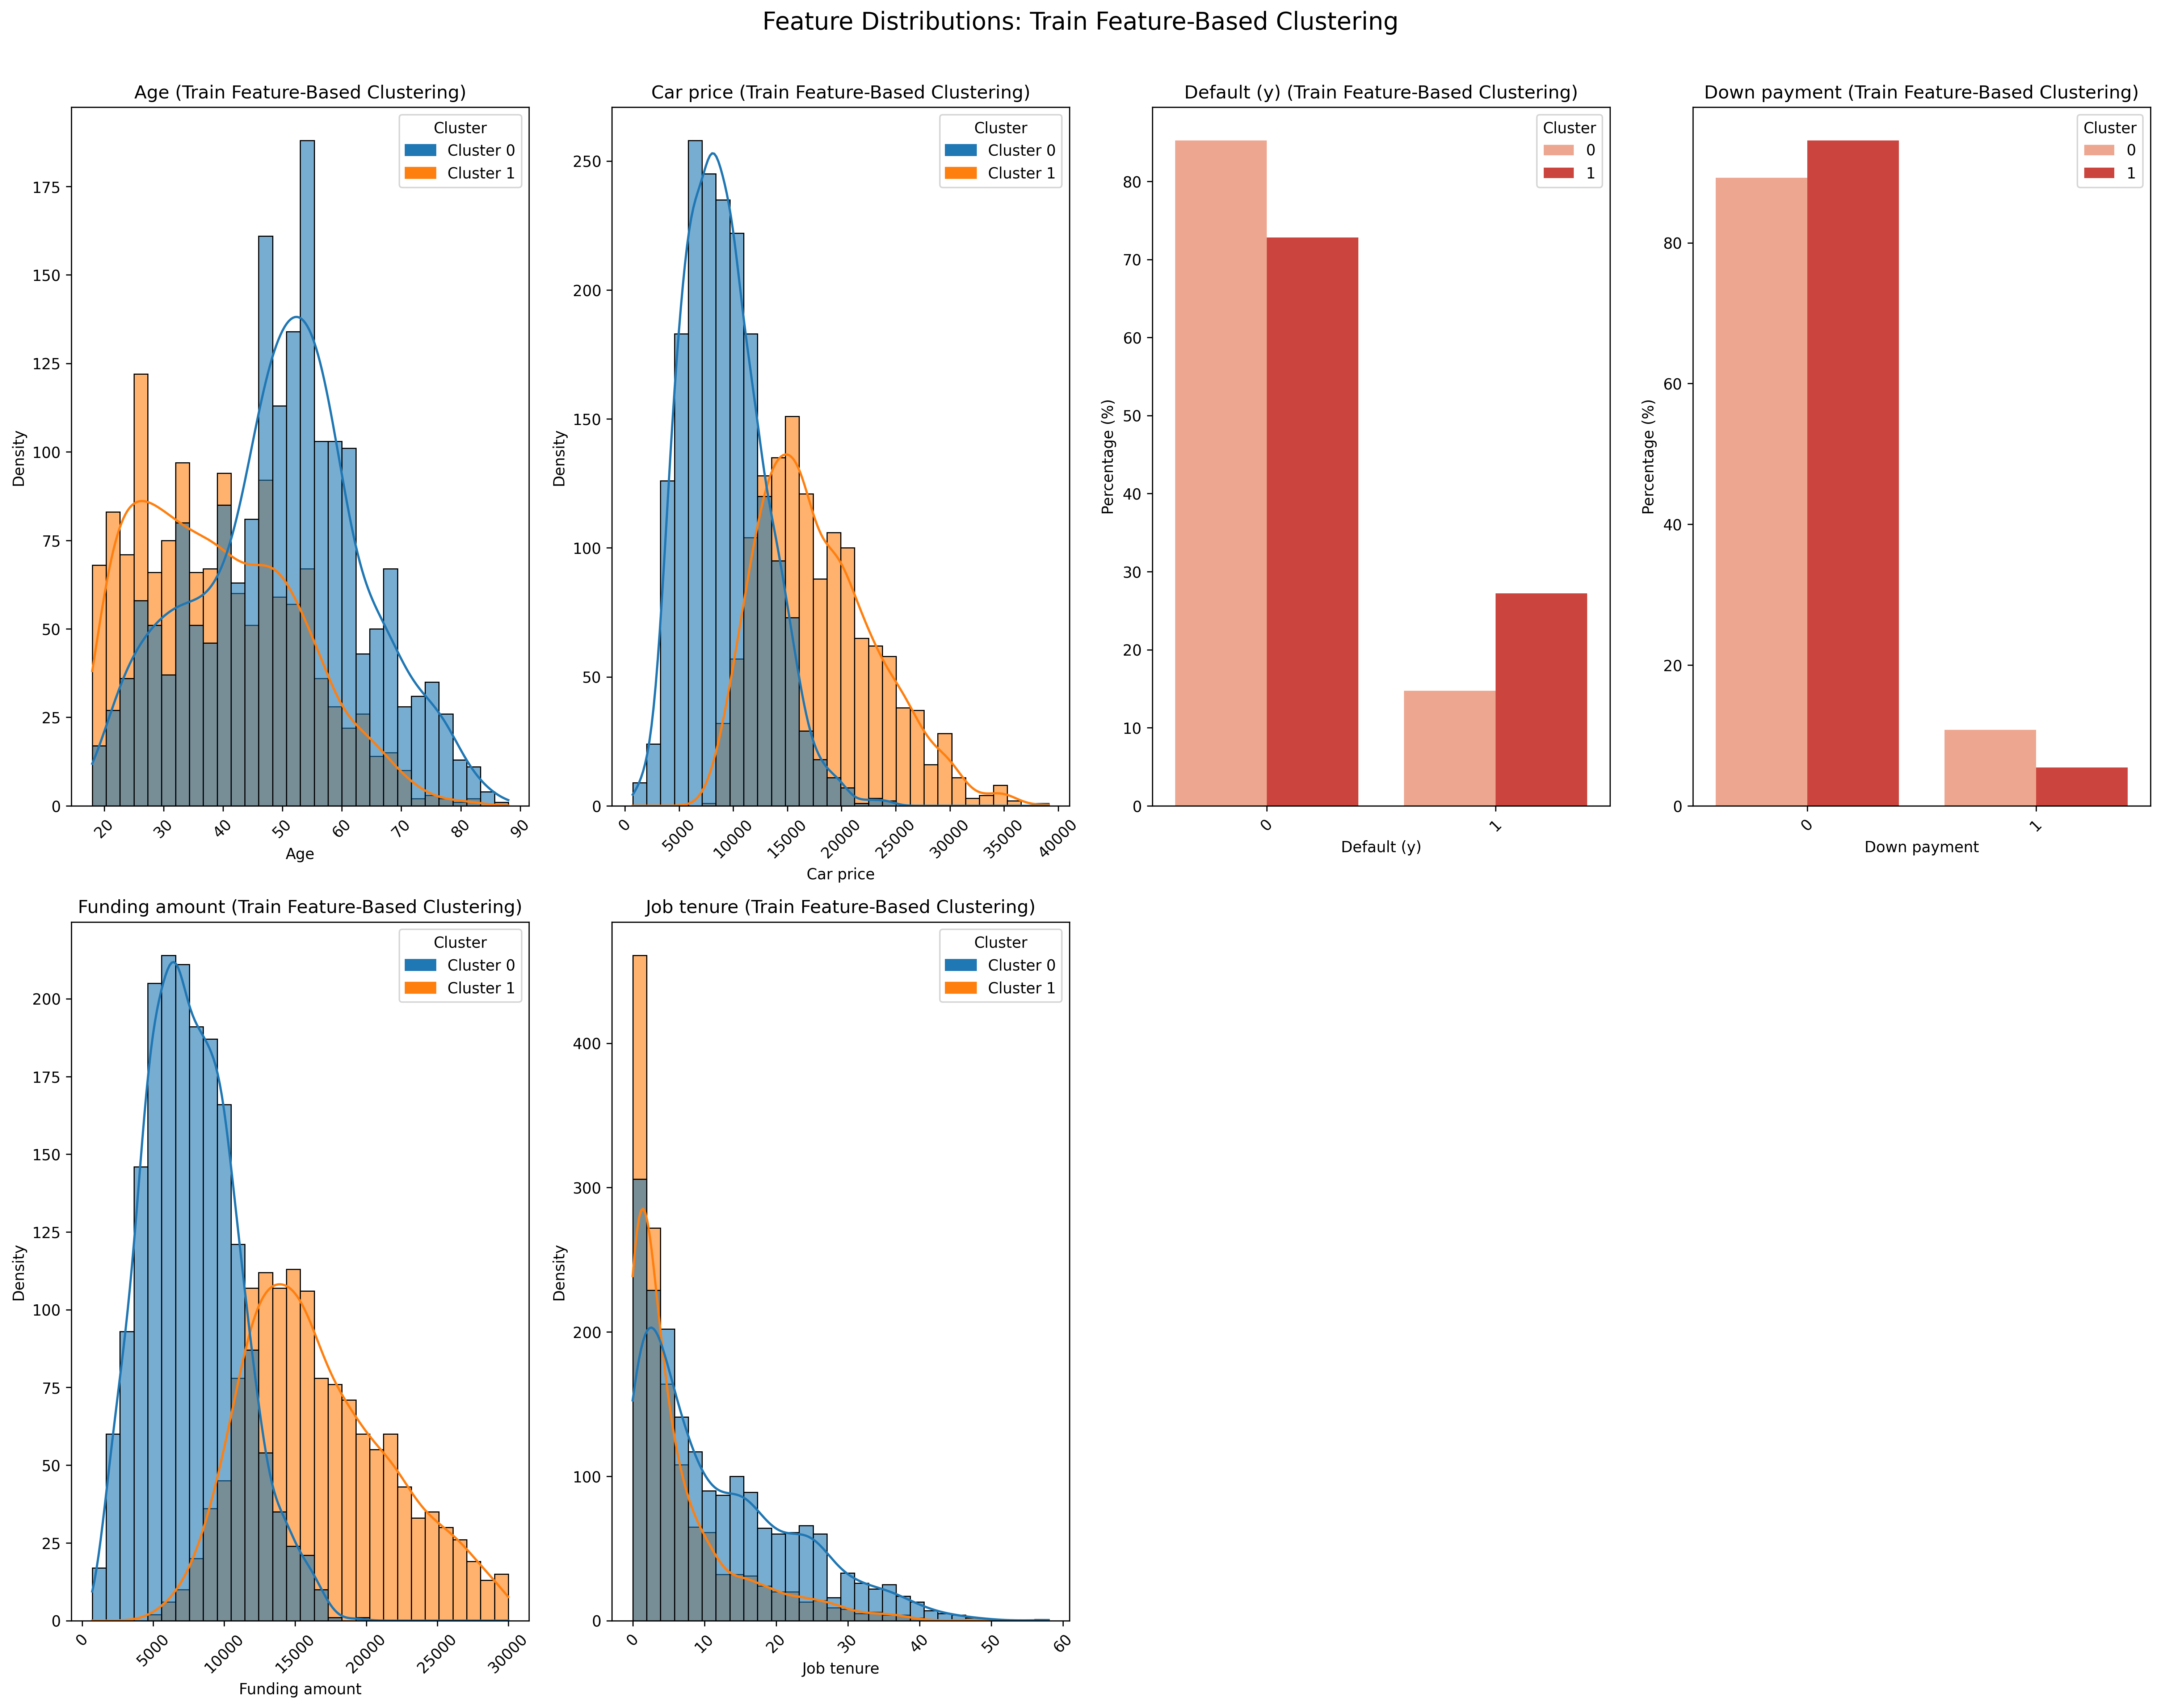 Feature Distributions: Train Feature-Based Clustering
Age (Train Feature-Based Clustering)
Cluster
Cluster 0
Cluster 1
Density
175
150
125
100
75
50
25
0
20
30
40
50
60
70
80
90
Age
Car price (Train Feature-Based Clustering)
Cluster
Cluster 0
Cluster 1
Density
250
200
150
100
50
0
0
5000
10000
15000
20000
25000
30000
35000
40000
Car price
Default (y) (Train Feature-Based Clustering)
Cluster
0
1
Percentage (%)
80
70
60
50
40
30
20
10
0
0
1
Default (y)
Down payment (Train Feature-Based Clustering)
Cluster
0
1
Percentage (%)
80
60
40
20
0
0
1
Down payment
Funding amount (Train Feature-Based Clustering)
Cluster
Cluster 0
Cluster 1
Density
200
175
150
125
100
75
50
25
0
0
5000
10000
15000
20000
25000
30000
Funding amount
Job tenure (Train Feature-Based Clustering)
Cluster
Cluster 0
Cluster 1
Density
400
300
200
100
0
0
10
20
30
40
50
60
Job tenure